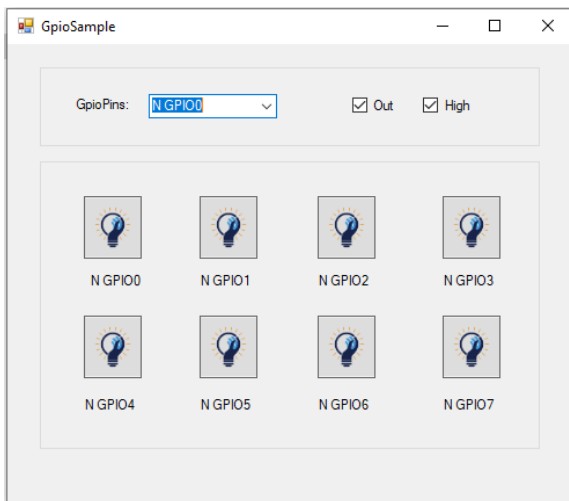 GpioSample
GpioPins: N GPIO0 Out High
N GPIO0 N GPIO1 N GPIO2 N GPIO3
N GPIO4 N GPIO5 N GPIO6 N GPIO7